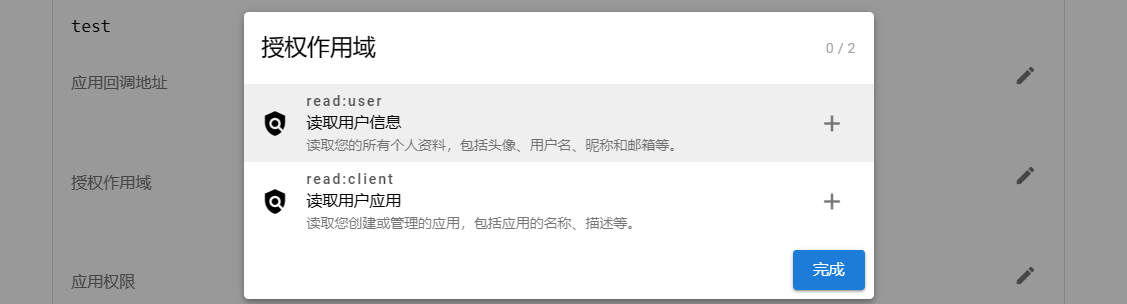 test
应用回调地址
授权作用域
应用权限
授权作用域
0 / 2
read:user
读取用户信息
读取您的所有个人资料，包括头像、用户名、昵称和邮箱等。
read:client
读取用户应用
读取您创建或管理的应用，包括应用的名称、描述等。
完成